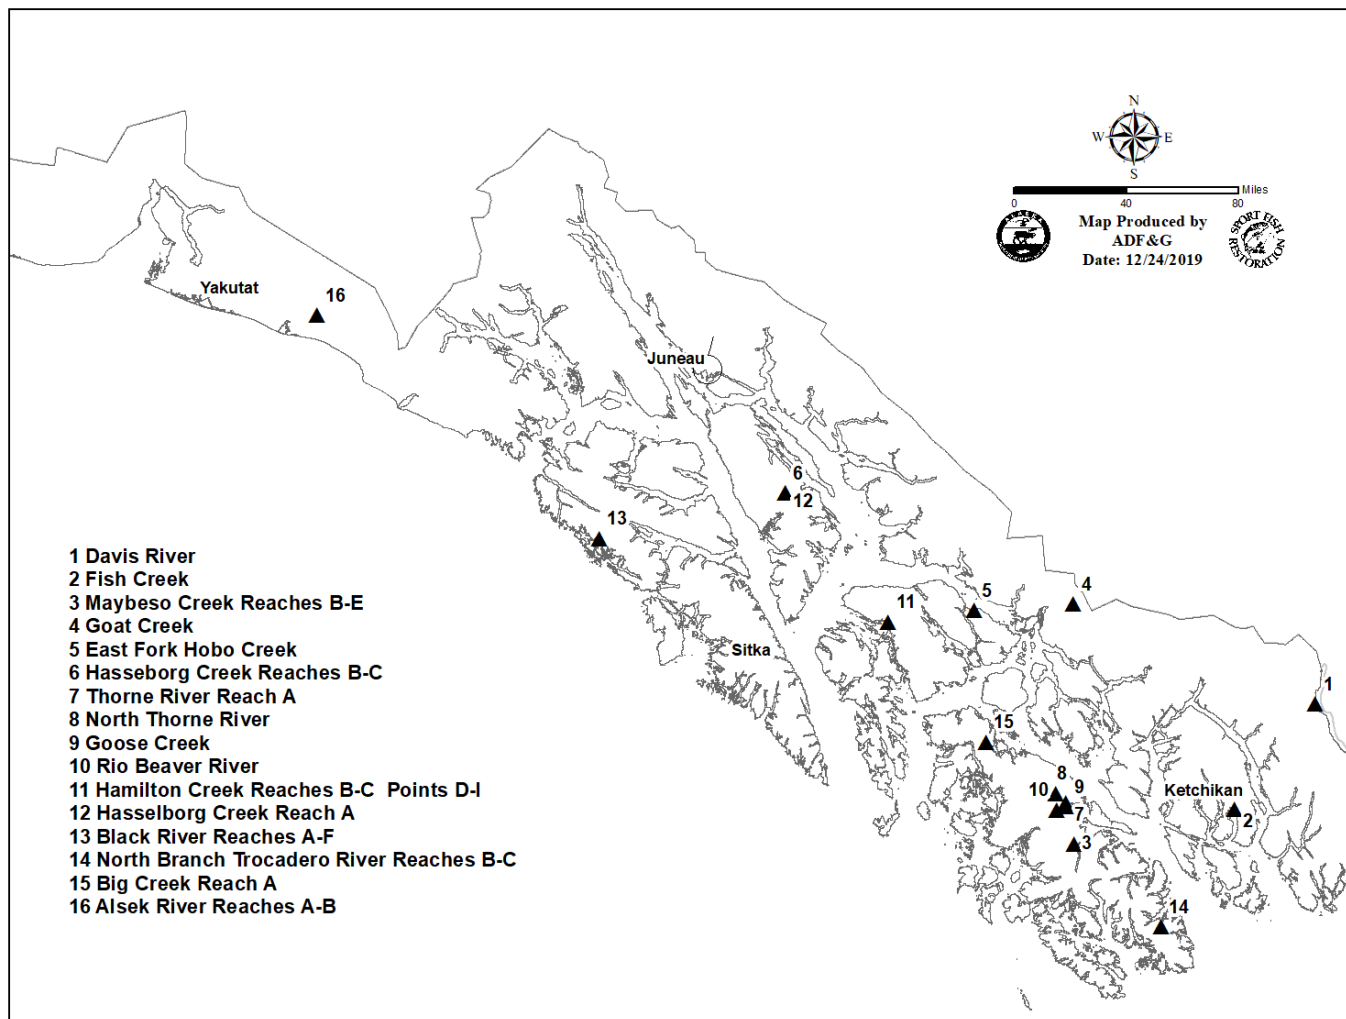 N
W E
S
0 40 80 Miles
Map Produced by
ADF&G
Date: 12/24/2019
SPORT FISH
RESTORATION
Yakutat
16
Juneau
6
12
13
5
4
11
Sitka
1
15
8
10 9
7
Ketchikan
2
3
14
1 Davis River
2 Fish Creek
3 Maybeso Creek Reaches B-E
4 Goat Creek
5 East Fork Hobo Creek
6 Hasseborg Creek Reaches B-C
7 Thorne River Reach A
8 North Thorne River
9 Goose Creek
10 Rio Beaver River
11 Hamilton Creek Reaches B-C  Points D-I
12 Hasselborg Creek Reach A
13 Black River Reaches A-F
14 North Branch Trocadero River Reaches B-C
15 Big Creek Reach A
16 Alsek River Reaches A-B